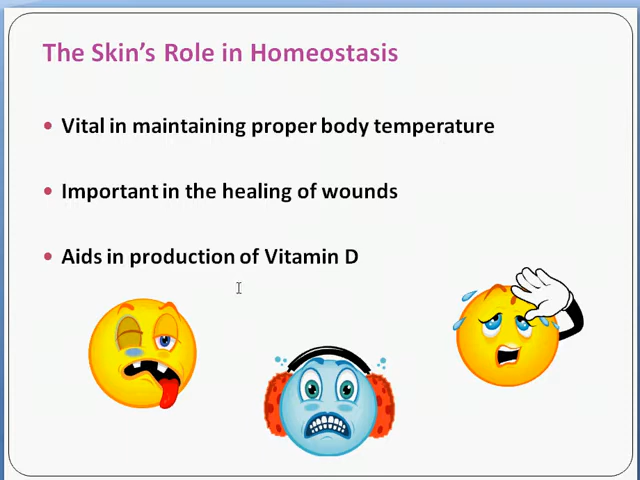 The Skin's Role in Homeostasis
Vital in maintaining proper body temperature
Important in the healing of wounds
Aids in production of Vitamin D